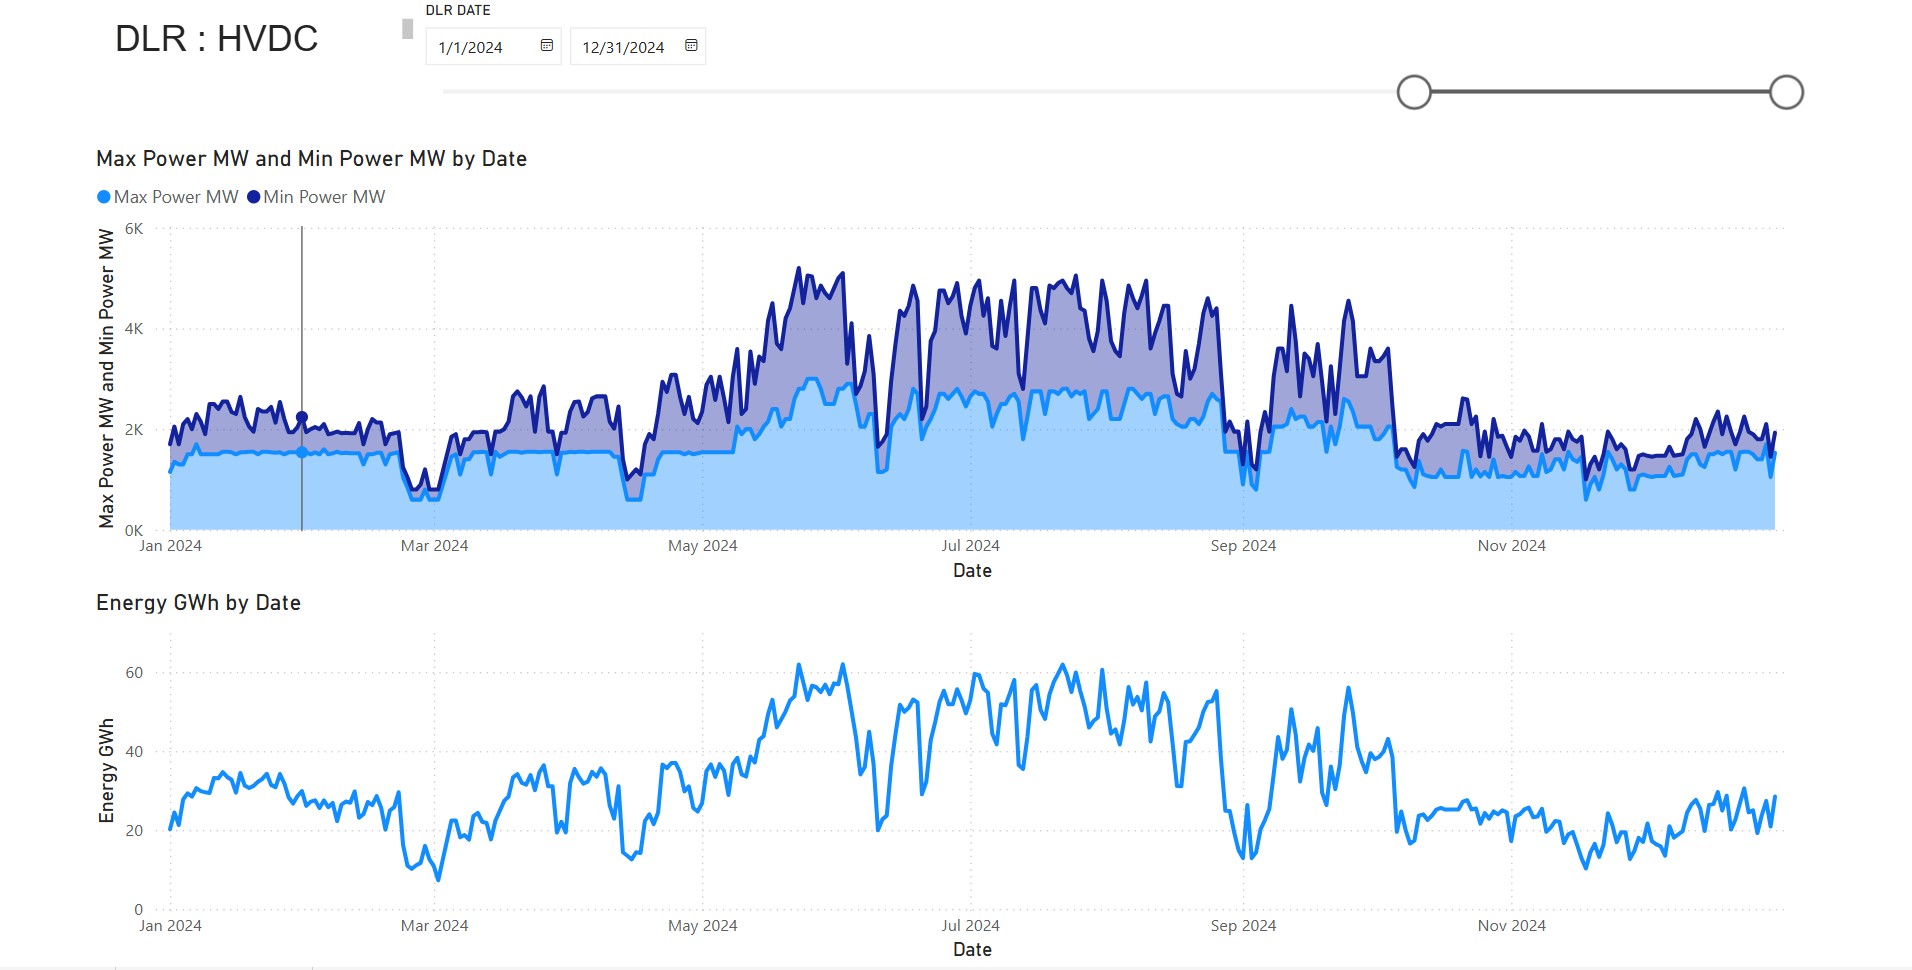 DLR : HVDC
DLR DATE
1/1/2024
12/31/2024
Max Power MW and Min Power MW by Date
Max Power MW
Min Power MW
Max Power MW and Min Power MW
6K
4K
2K
0K
Jan 2024
Mar 2024
May 2024
Jul 2024
Sep 2024
Nov 2024
Date
Energy GWh by Date
Energy GWh
60
40
20
0
Jan 2024
Mar 2024
May 2024
Jul 2024
Sep 2024
Nov 2024
Date